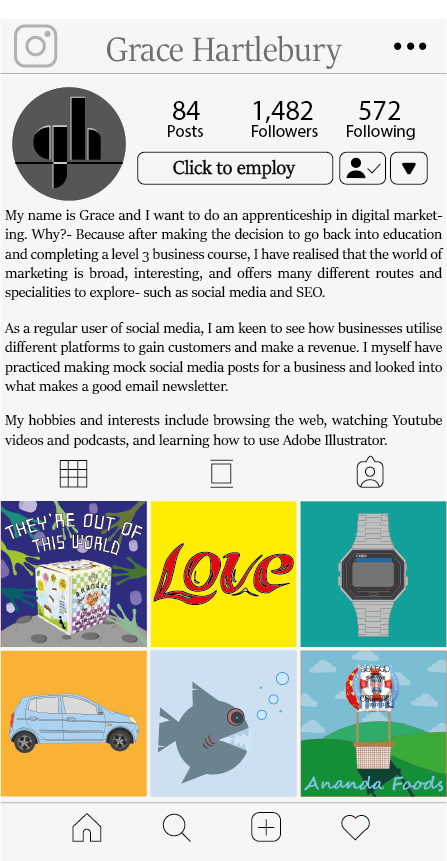 Grace Hartlebury
gh
84 1,482 572
Posts Followers Following
Click to employ
My name is Grace and I want to do an apprenticeship in digital market-
ing. Why?- Because after making the decision to go back into education
and completing a level 3 business course, I have realised that the world of
marketing is broad, interesting, and offers many different routes and
specialities to explore- such as social media and SEO.
As a regular user of social media, I am keen to see how businesses utilise
different platforms to gain customers and make a revenue. I myself have
practiced making mock social media posts for a business and looked into
what makes a good email newsletter.
My hobbies and interests include browsing the web, watching Youtube
videos and podcasts, and learning how to use Adobe Illustrator.
THEY'RE OUT OF
THIS WORLD
Love
Ananda Foods